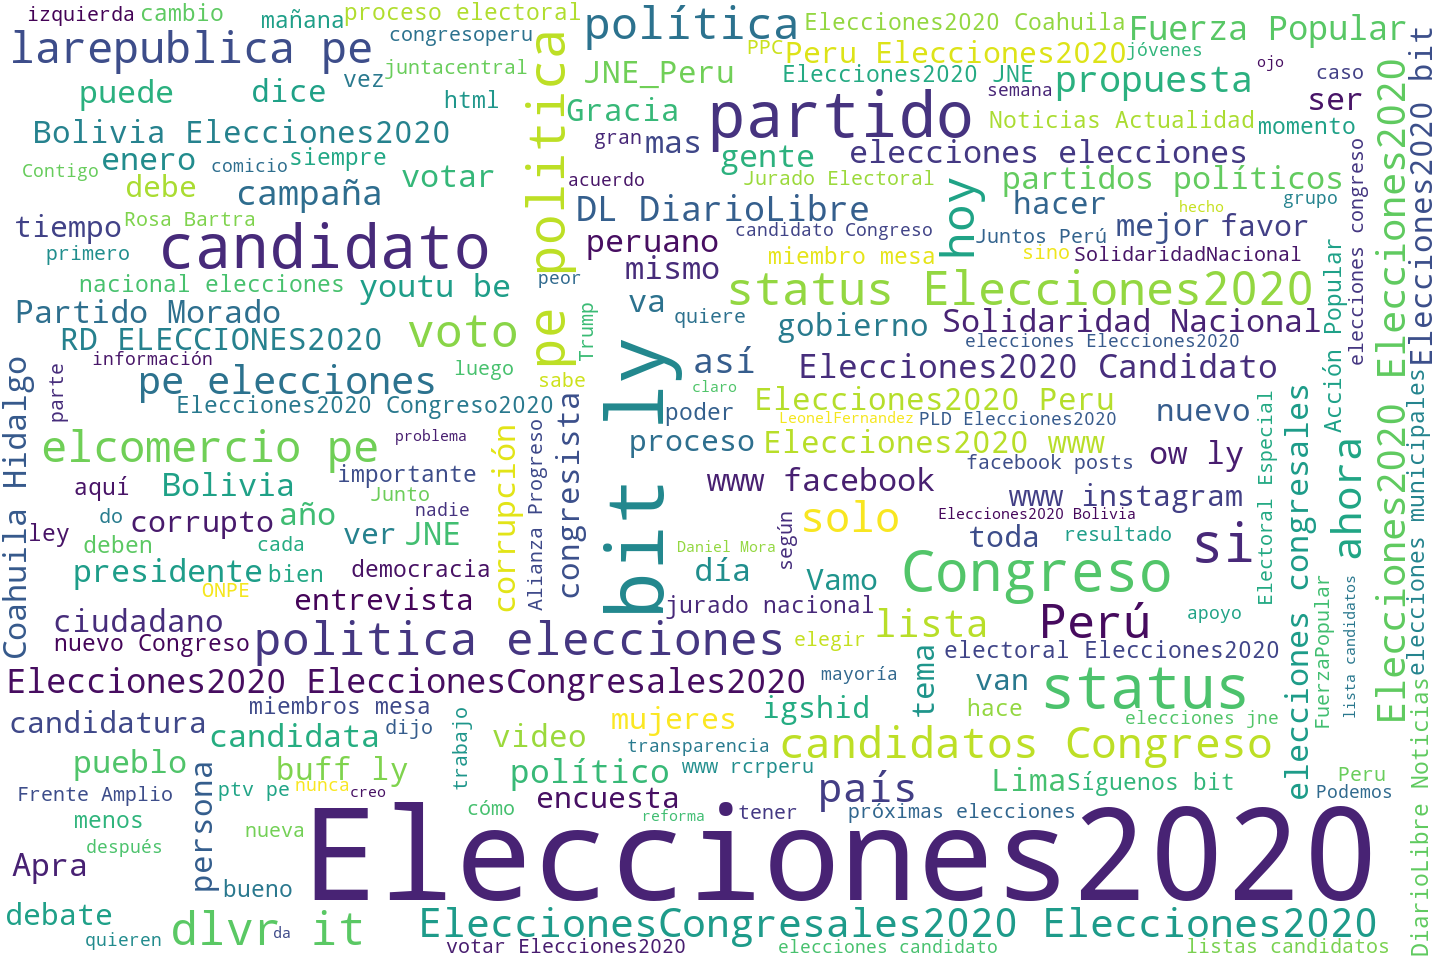 izquierda
cambio
mañana
proceso electoral
congresoperu
política
Elecciones2020 Coahuila
Fuerza Popular
larepublica pe
vez
juntacentral
PPC
Peru Elecciones2020
jóvenes
ojo
puede
dice
html
JNE_Peru
Elecciones2020 JNE
semana
propuesta
caso
ser
Bolivia Elecciones2020
pe politica
Gracia
partido
Noticias Actualidad
momento
Contigo
enero
comicio
siempre
gran
mas
gente
elecciones elecciones
debe
campaña
votar
acuerdo
Jurado Electoral
hoy
partidos políticos
grupo
tiempo
Rosa Bartra
candidato
DL DiarioLibre
candidato Congreso
hacer
hecho
mejor
favor
primero
peruano
Juntos Perú
miembro mesa
sino
SolidaridadNacional
nacional elecciones
youtu be
peor
mismo
status Elecciones2020
Partido Morado
va
quiere
gobierno
Solidaridad Nacional
RD ELECCIONES2020
voto
Trump
bit ly
elecciones Elecciones2020
Acción Popular
elecciones congreso
Elecciones2020 Elecciones2020
Elecciones2020 bit
información
luego
así
Elecciones2020 Candidato
Coahuila Hidalgo
parte
pe elecciones
sabe
claro
Elecciones2020 Congreso2020
poder
Elecciones2020 Peru
LeonelFernandez
PLD Elecciones2020
nuevo
elcomercio pe
problema
corrupción
Alianza Progreso
congresista
proceso
Elecciones2020 www
facebook posts
ow ly
Electoral Especial
elecciones congresales
ahora
elecciones municipales
aquí
Bolivia
importante
Junto
www facebook
www instagram
ley
do
corrupto
año
nadie
solo
Elecciones2020 Bolivia
deben
cada
ver
JNE
Daniel Mora
según
toda
resultado
si
presidente
bien
democracia
día
Vamo
Congreso
ONPE
entrevista
jurado nacional
lista
Perú
apoyo
ciudadano
nuevo Congreso
politica elecciones
elegir
electoral Elecciones2020
FuerzaPopular
lista candidatos
Elecciones2020 EleccionesCongresales2020
mayoría
tema
van
status
DiarioLibre Noticias
candidatura
miembros mesa
dijo
trabajo
mujeres
igshid
hace
elecciones jne
candidata
video
transparencia
candidatos Congreso
pueblo
persona
buff ly
político
www rcrperu
país
Lima
Síguenos bit
Peru
Frente Amplio
ptv pe
nunca
creo
cómo
encuesta
reforma
tener
próximas elecciones
Podemos
menos
nueva
después
Elecciones2020
Apra
bueno
debate
quieren
dlvr it
da
EleccionesCongresales2020 Elecciones2020
votar Elecciones2020
elecciones candidato
listas candidatos